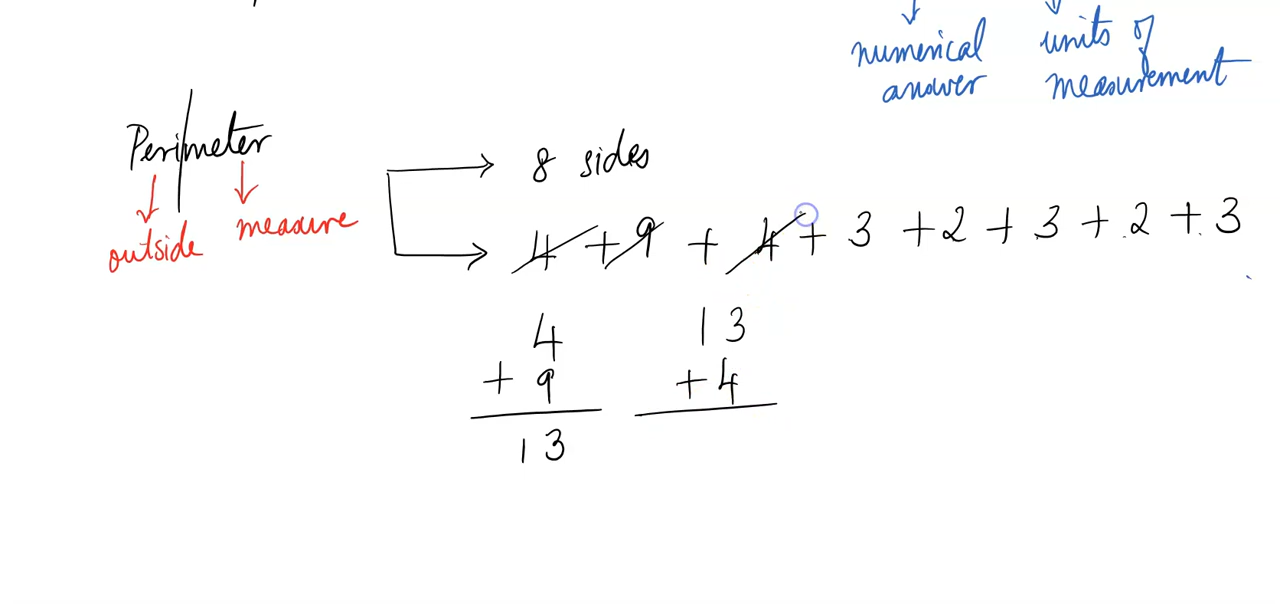 numerical answer
units of measurement
Perimeter
outside
measure
8 sides
4 + 9 + 4 + 3 + 2 + 3 + 2 + 3
4
+ 9
13
13
+ 4